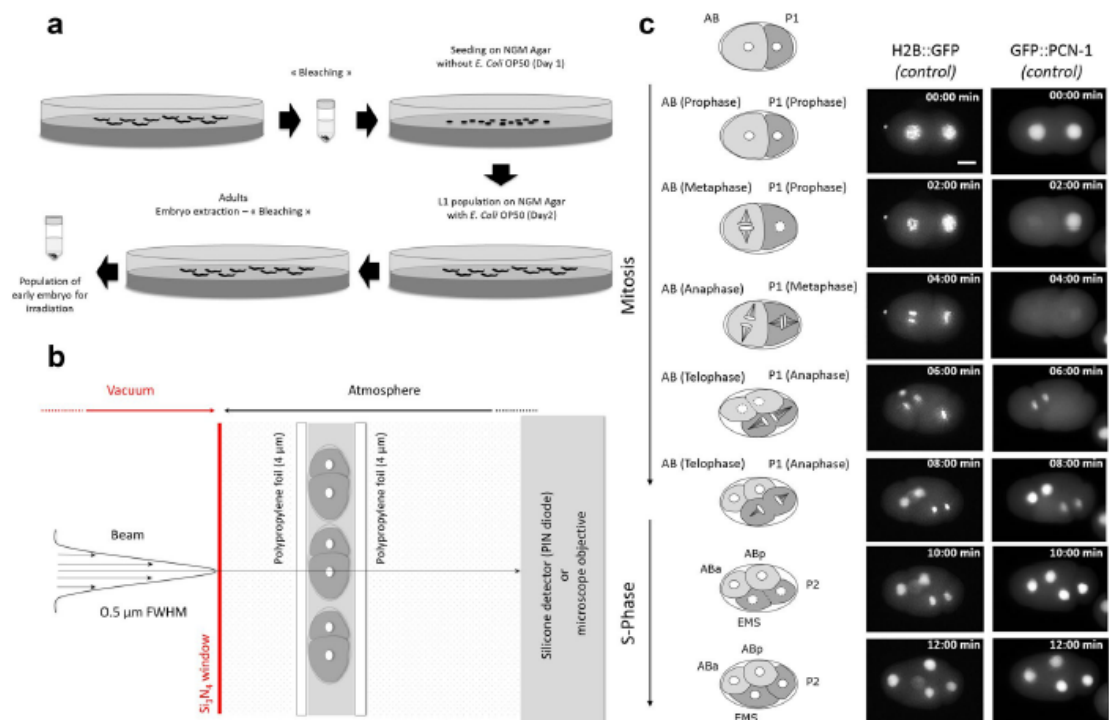 a
« Bleaching »
Seeding on NGM Agar
without E. Coli OP50 (Day 1)
Adults
Embryo extraction – « Bleaching »
L1 population on NGM Agar
with E. Coli OP50 (Day2)
Population of
early embryo for
irradiation
b
Vacuum
Atmosphere
Beam
0.5 µm FWHM
Si3N4 window
Polypropylene foil (4 µm)
Polypropylene foil (4 µm)
Silicone detector (PIN diode)
or
microscope objective
c
AB P1
H2B::GFP
(control)
GFP::PCN-1
(control)
Mitosis
S-Phase
AB (Prophase) P1 (Prophase)
00:00 min 00:00 min
AB (Metaphase) P1 (Prophase)
02:00 min 02:00 min
AB (Anaphase) P1 (Metaphase)
04:00 min 04:00 min
AB (Telophase) P1 (Anaphase)
06:00 min 06:00 min
AB (Telophase) P1 (Anaphase)
08:00 min 08:00 min
ABp
ABa
P2
EMS
10:00 min 10:00 min
ABp
ABa
P2
EMS
12:00 min 12:00 min